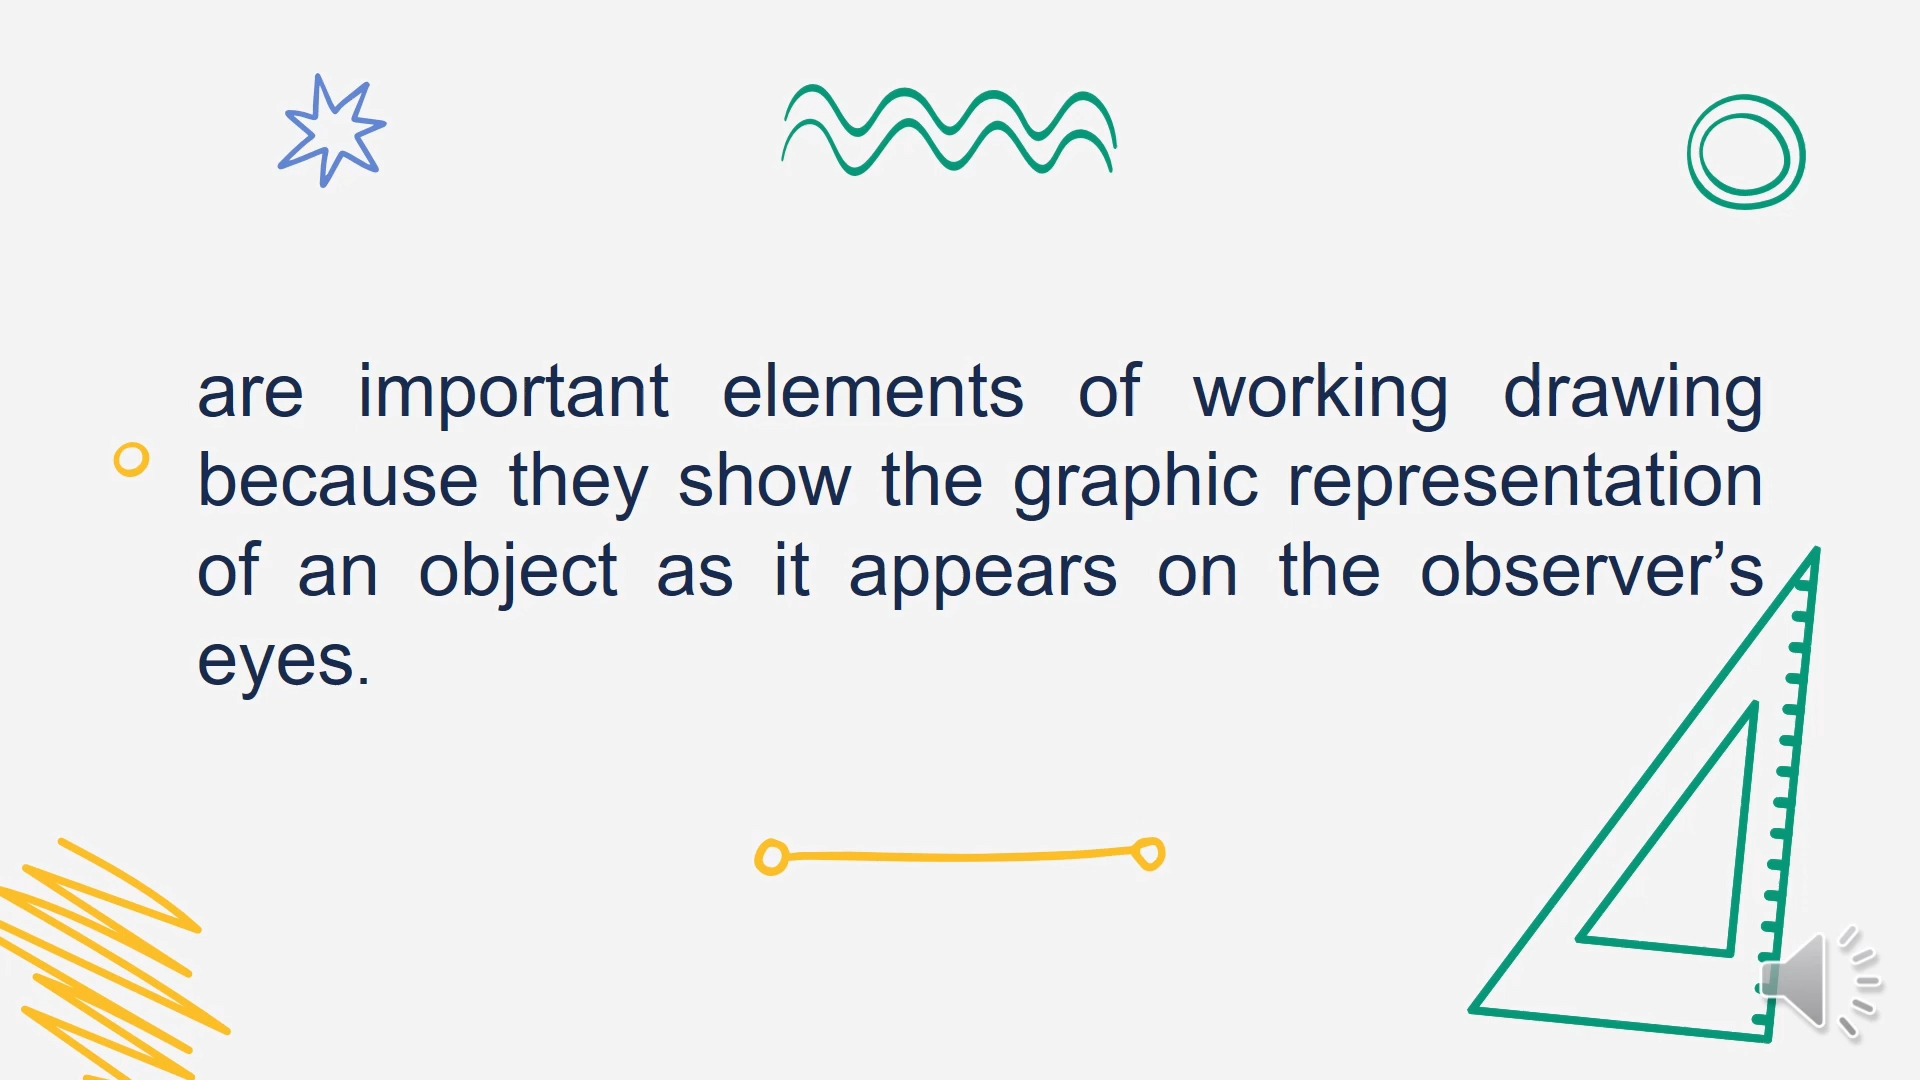 are important elements of working drawing
because they show the graphic representation
of an object as it appears on the observer’s
eyes.